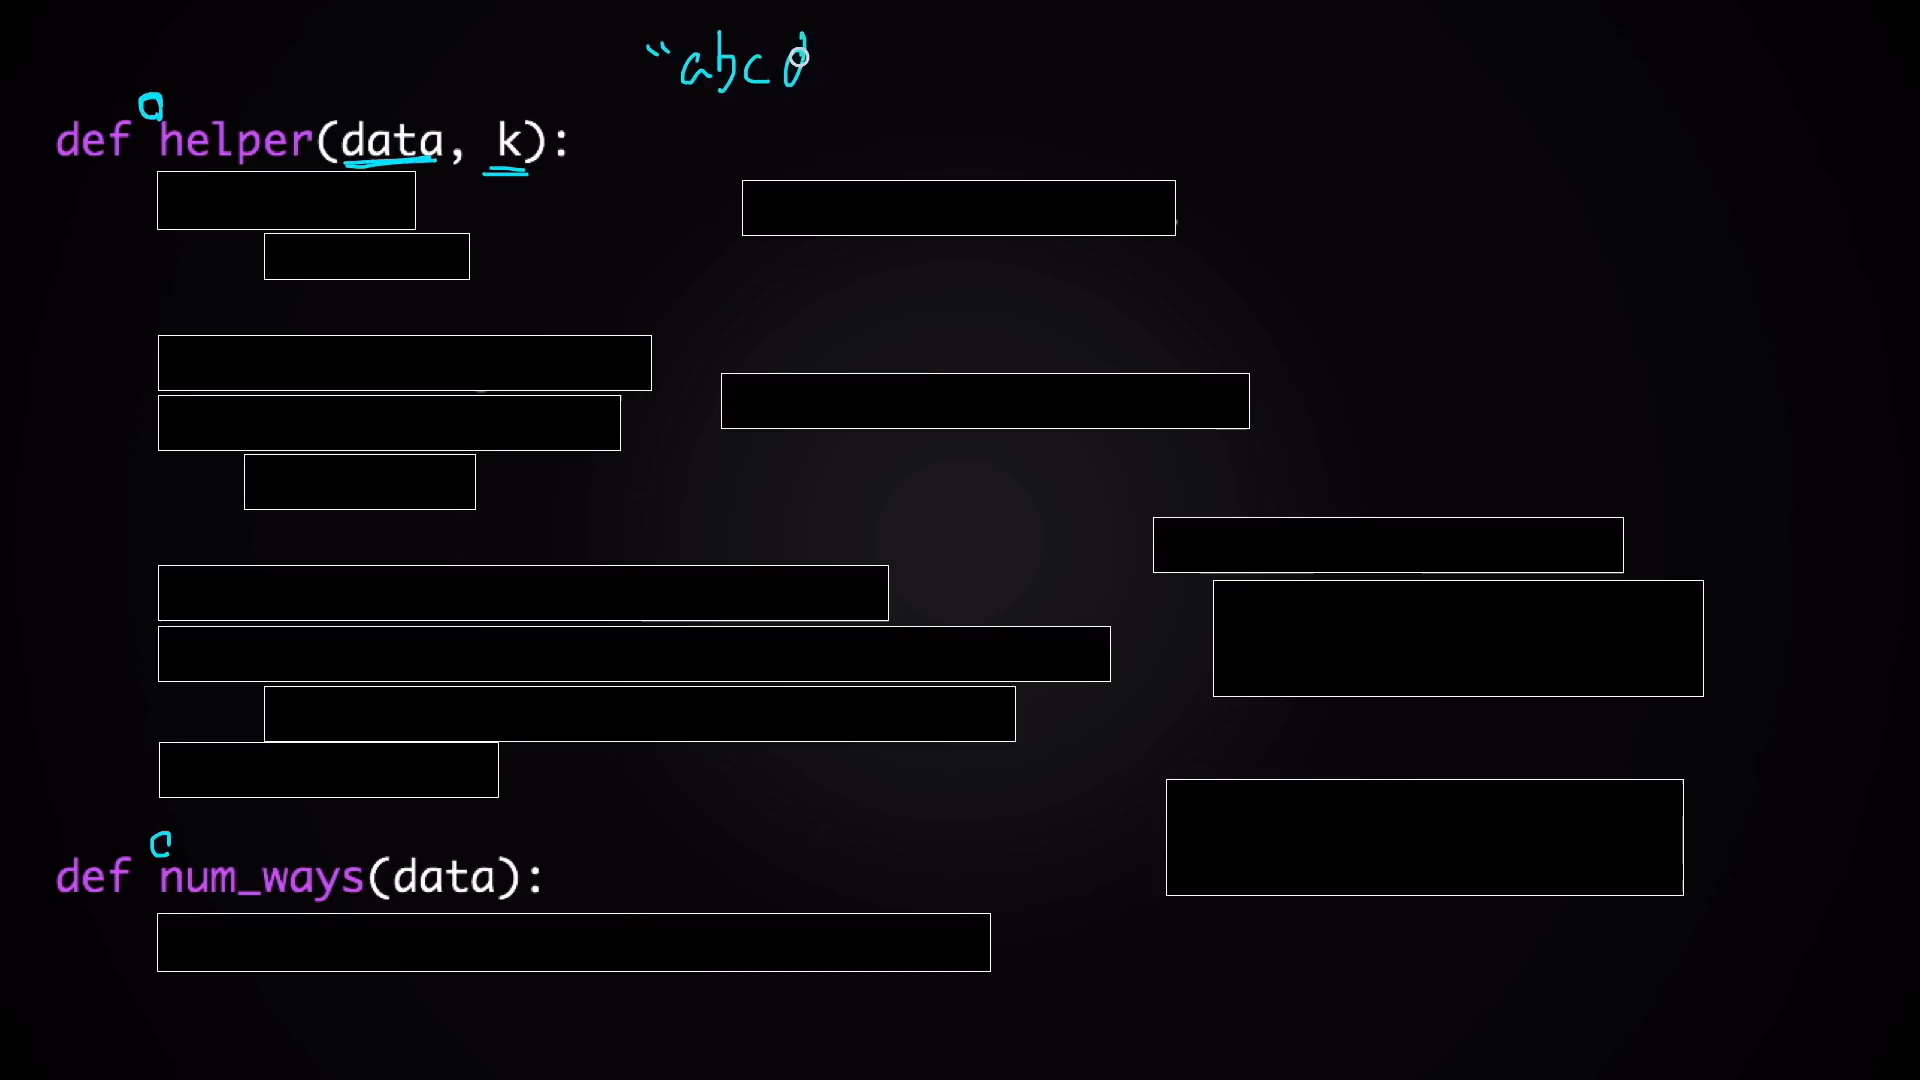 "abcd
def helper(data, k):
def num_ways(data):